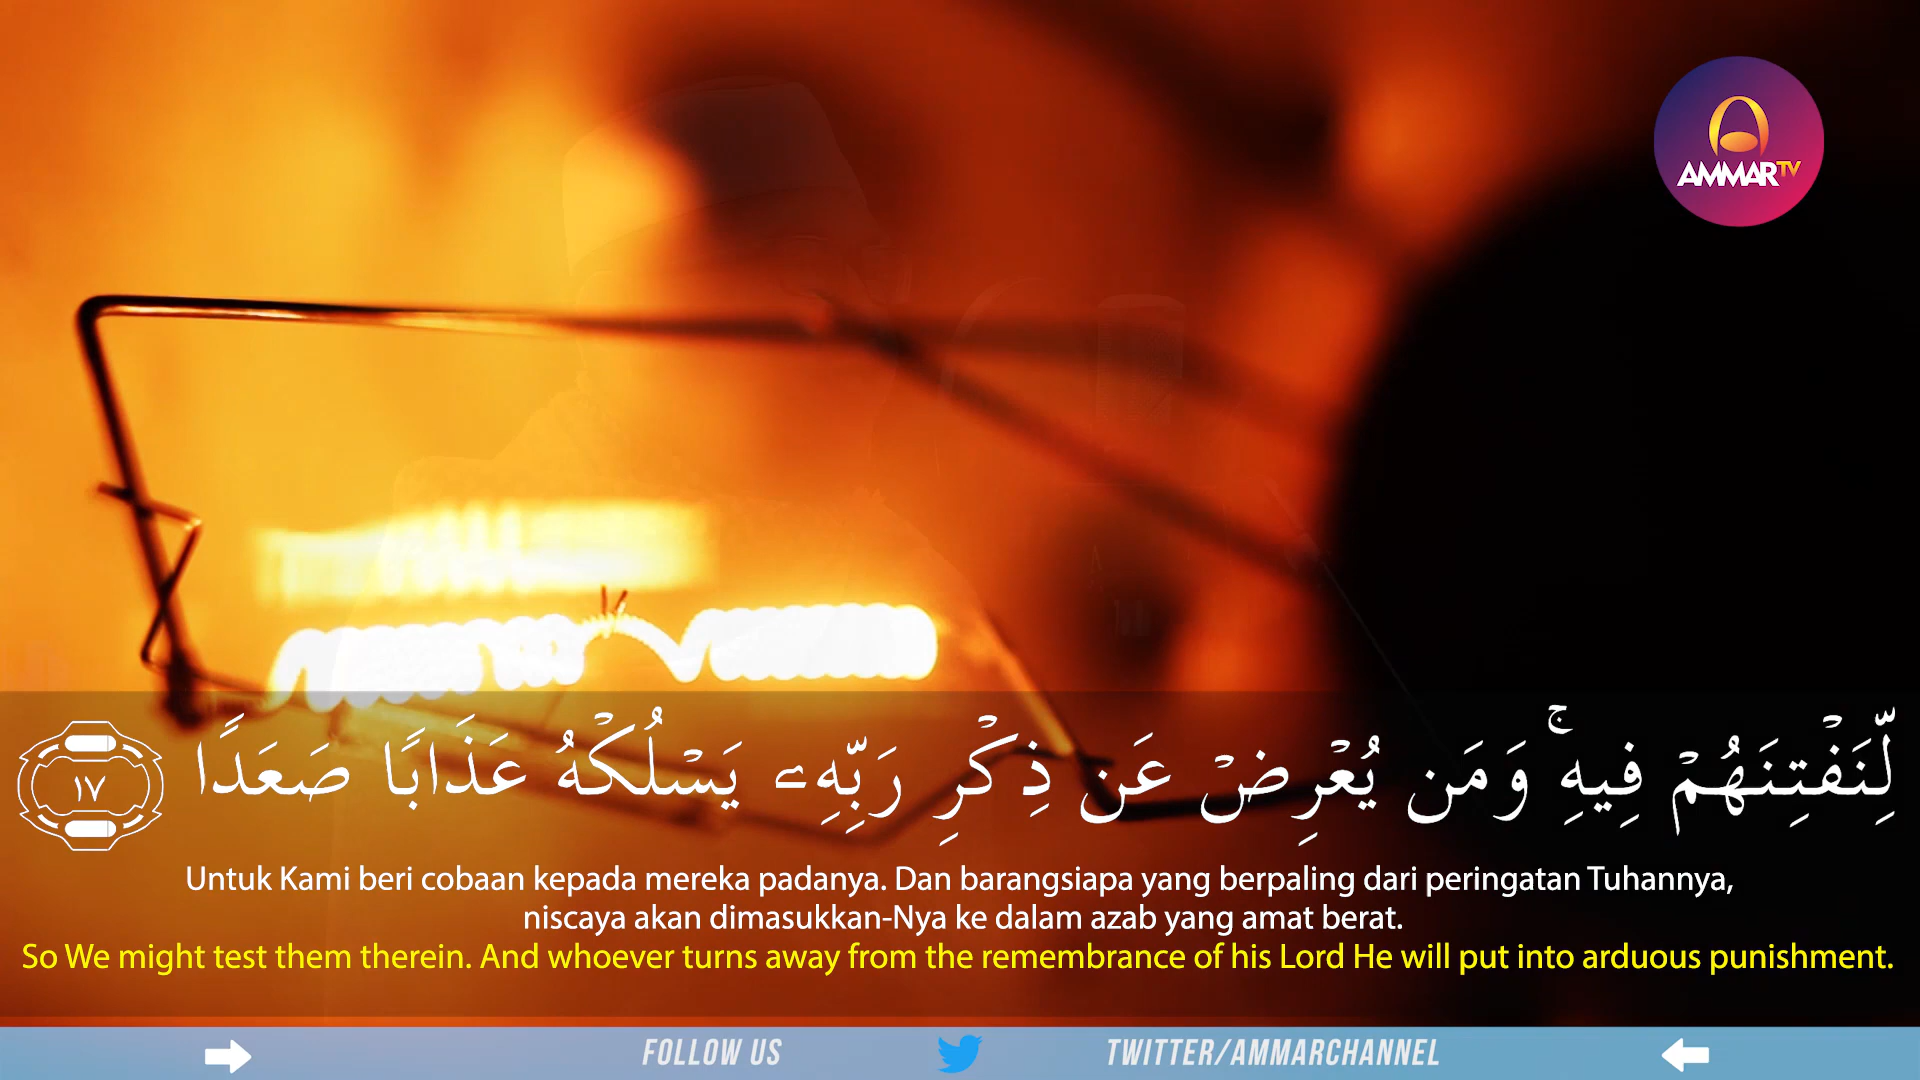 AMMARTV
لِّنَفْتِنَهُمْ فِيهِ ۚ وَمَن يُعْرِضْ عَن ذِكْرِ رَبِّهِۦ يَسْلُكْهُ عَذَابًا صَعَدًا ١٧
Untuk Kami beri cobaan kepada mereka padanya. Dan barangsiapa yang berpaling dari peringatan Tuhannya,
niscaya akan dimasukkan-Nya ke dalam azab yang amat berat.
So We might test them therein. And whoever turns away from the remembrance of his Lord He will put into arduous punishment.
FOLLOW US TWITTER/AMMARCHANNEL